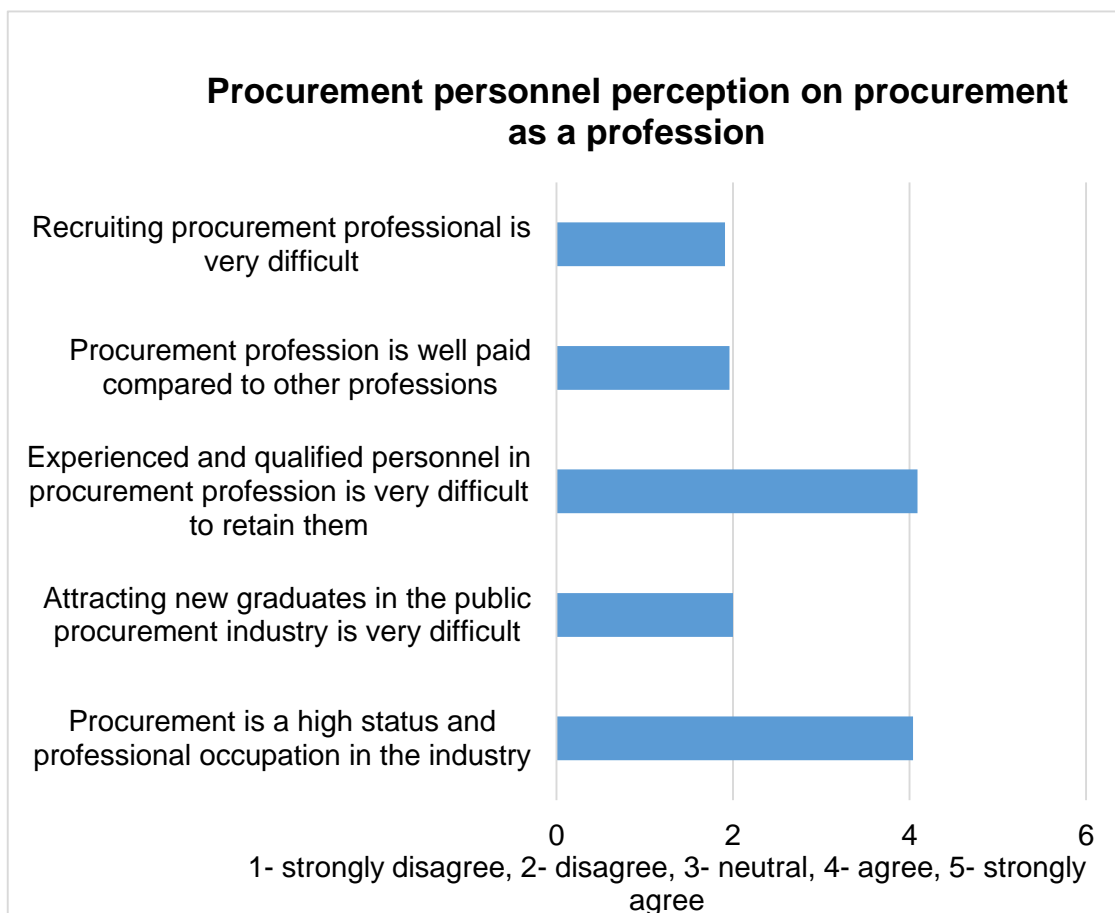 Procurement personnel perception on procurement
as a profession
Recruiting procurement professional is
very difficult
Procurement profession is well paid
compared to other professions
Experienced and qualified personnel in
procurement profession is very difficult
to retain them
Attracting new graduates in the public
procurement industry is very difficult
Procurement is a high status and
professional occupation in the industry
0 2 4 6
1- strongly disagree, 2- disagree, 3- neutral, 4- agree, 5- strongly
agree